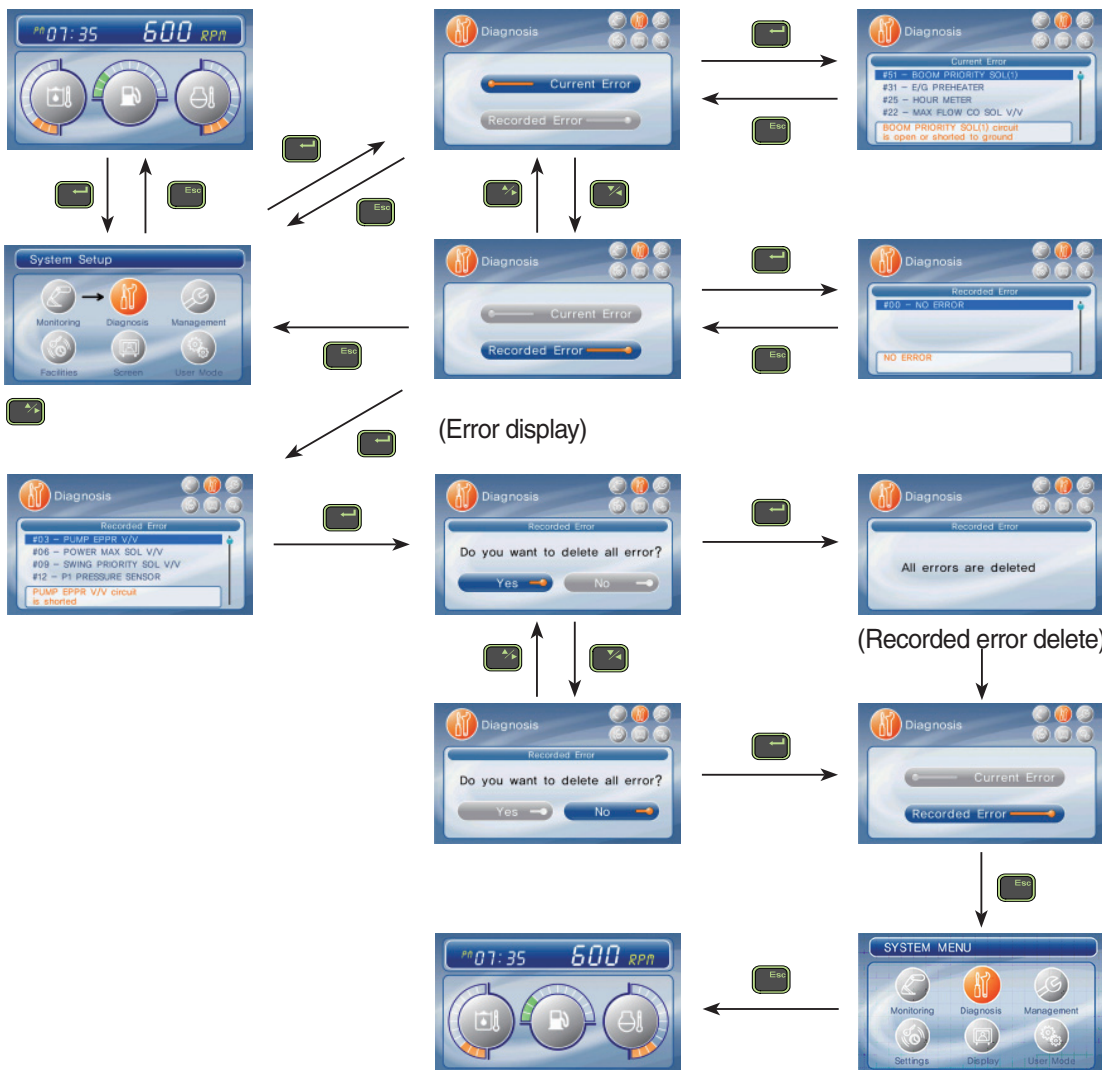 PM 07:35 600 RPM
Esc
System Setup
Monitoring Diagnosis Management
Facilities Screen User Mode
Esc
Diagnosis
Current Error
Recorded Error
Esc
Diagnosis
Current Error
#51 – BOOM PRIORITY SOL(1)
#31 – E/G PREHEATER
#25 – HOUR METER
#22 – MAX FLOW CO SOL V/V
BOOM PRIORITY SOL(1) circuit
is open or shorted to ground
Diagnosis
Current Error
Recorded Error
Esc
Esc
Diagnosis
Recorded Error
#00 – NO ERROR
NO ERROR
(Error display)
Diagnosis
Recorded Error
#03 – PUMP EPPR V/V
#06 – POWER MAX SOL V/V
#09 – SWING PRIORITY SOL V/V
#12 – P1 PRESSURE SENSOR
PUMP EPPR V/V circuit
is shorted
Diagnosis
Recorded Error
Do you want to delete all error?
Yes No
Diagnosis
Recorded Error
All errors are deleted
(Recorded error delete)
Diagnosis
Recorded Error
Do you want to delete all error?
Yes No
Diagnosis
Current Error
Recorded Error
Esc
SYSTEM MENU
Monitoring Diagnosis Management
Settings Display User Mode
Esc
PM 07:35 600 RPM